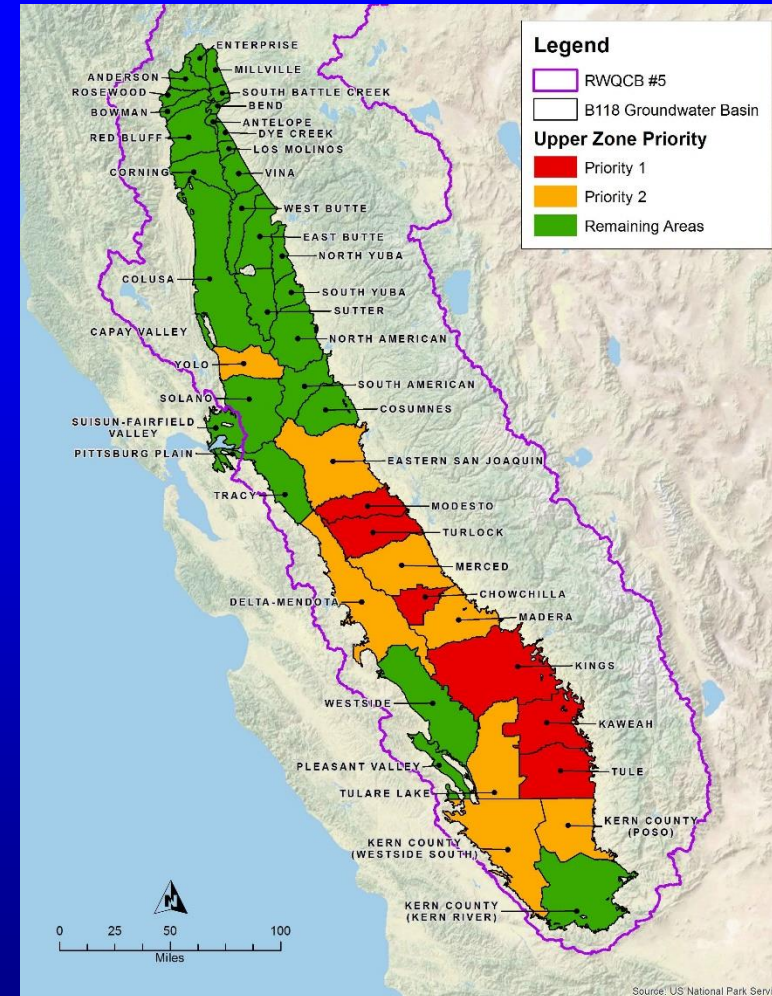 Legend
RWQCB #5
B118 Groundwater Basin
Upper Zone Priority
Priority 1
Priority 2
Remaining Areas
ENTERPRISE
ANDERSON
MILLVILLE
ROSEWOOD
SOUTH BATTLE CREEK
BEND
BOWMAN
ANTELOPE
DYE CREEK
RED BLUFF
LOS MOLINOS
CORNING
VINA
WEST BUTTE
EAST BUTTE
NORTH YUBA
COLUSA
SOUTH YUBA
SUTTER
CAPAY VALLEY
NORTH AMERICAN
YOLO
SOUTH AMERICAN
SOLANO
COSUMNES
SUISUN-FAIRFIELD
VALLEY
PITTSBURG PLAIN
EASTERN SAN JOAQUIN
TRACY
MODESTO
TURLOCK
MERCED
CHOWCHILLA
DELTA-MENDOTA
MADERA
KINGS
WESTSIDE
KAWEAH
PLEASANT VALLEY
TULE
TULARE LAKE
KERN COUNTY
(POSO)
KERN COUNTY
(WESTSIDE SOUTH)
KERN COUNTY
(KERN RIVER)
N
0 25 50 100
Miles
Source: US National Park Servi